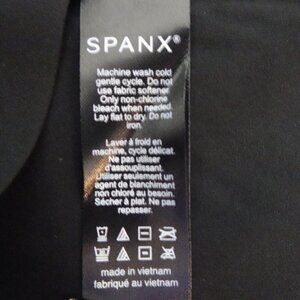 SPANX®
Machine wash cold
gentle cycle. Do not
use fabric softener
Only non-chlorine
bleach when needed.
Lay flat to dry. Do not
iron.
Laver à froid en
machine, cycle délicat.
Ne pas utiliser
d'assouplissant.
Utiliser seulement un
agent de blanchiment
non chloré au besoin.
Sécher à plat. Ne pas
repasser.
made in vietnam
fabriqué au vietnam